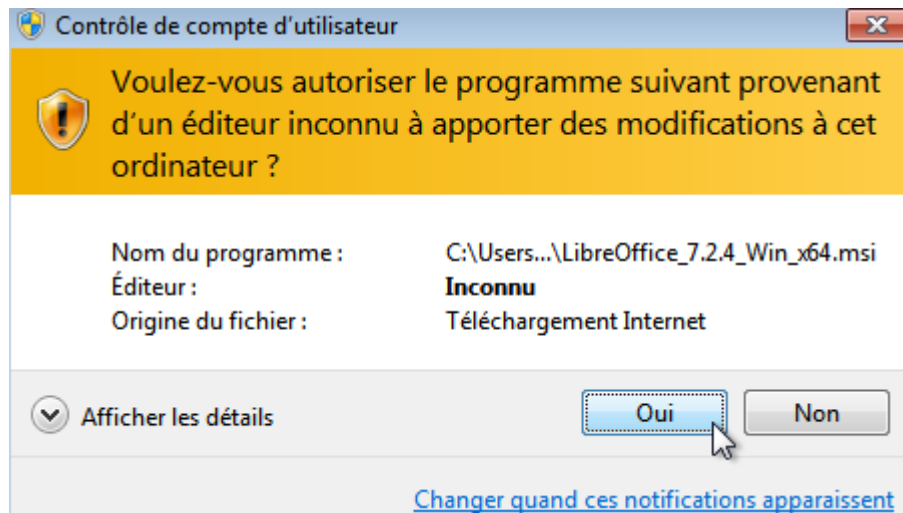 Contrôle de compte d'utilisateur
Voulez-vous autoriser le programme suivant provenant
d'un éditeur inconnu à apporter des modifications à cet
ordinateur ?
Nom du programme : C:\Users...\LibreOffice_7.2.4_Win_x64.msi
Éditeur : Inconnu
Origine du fichier : Téléchargement Internet
Afficher les détails Oui Non
Changer quand ces notifications apparaissent